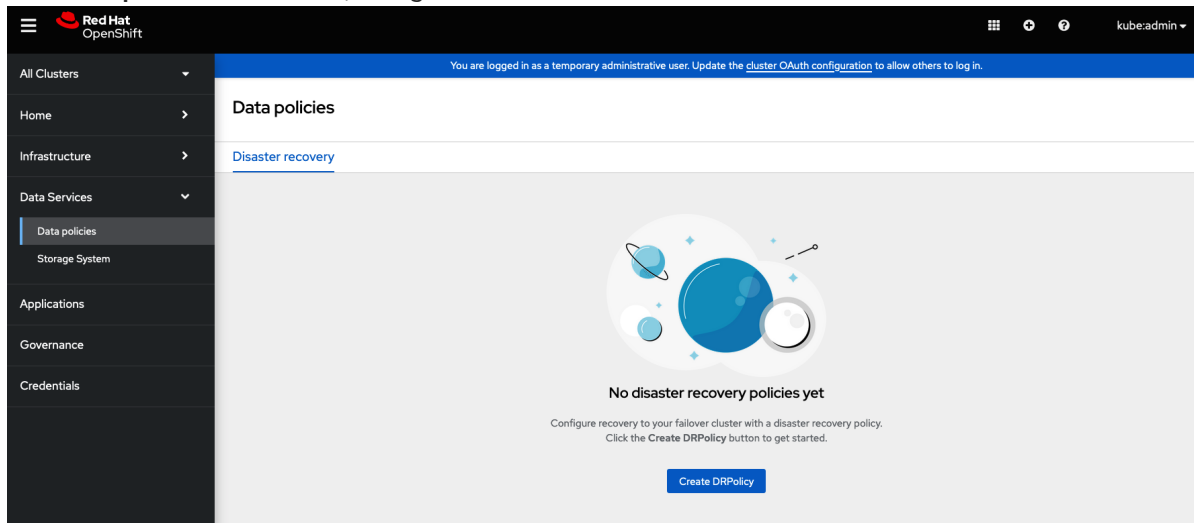 Red Hat
OpenShift
kube:admin
All Clusters
Home
Infrastructure
Data Services
Data policies
Storage System
Applications
Governance
Credentials
You are logged in as a temporary administrative user. Update the cluster OAuth configuration to allow others to log in.
Data policies
Disaster recovery
No disaster recovery policies yet
Configure recovery to your failover cluster with a disaster recovery policy.
Click the Create DRPolicy button to get started.
Create DRPolicy